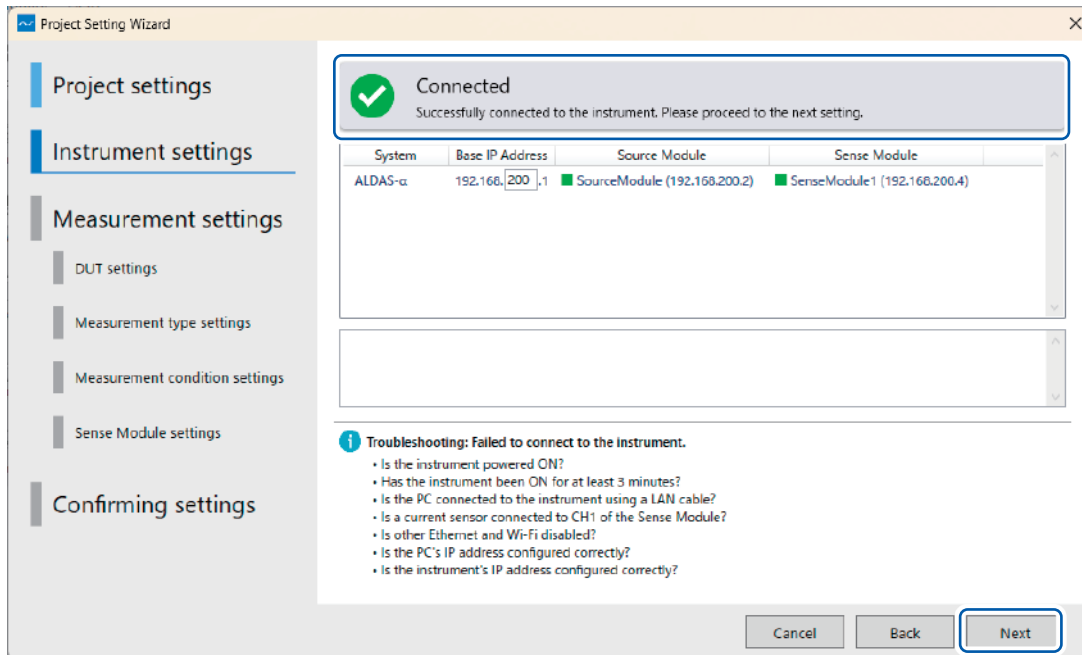 Project Setting Wizard
Project settings
Instrument settings
Measurement settings
DUT settings
Measurement type settings
Measurement condition settings
Sense Module settings
Confirming settings
Connected
Successfully connected to the instrument. Please proceed to the next setting.
System Base IP Address Source Module Sense Module
ALDAS-α 192.168.200.1 SourceModule (192.168.200.2) SenseModule1 (192.168.200.4)
Troubleshooting: Failed to connect to the instrument.
• Is the instrument powered ON?
• Has the instrument been ON for at least 3 minutes?
• Is the PC connected to the instrument using a LAN cable?
• Is a current sensor connected to CH1 of the Sense Module?
• Is other Ethernet and Wi-Fi disabled?
• Is the PC's IP address configured correctly?
• Is the instrument's IP address configured correctly?
Cancel Back Next